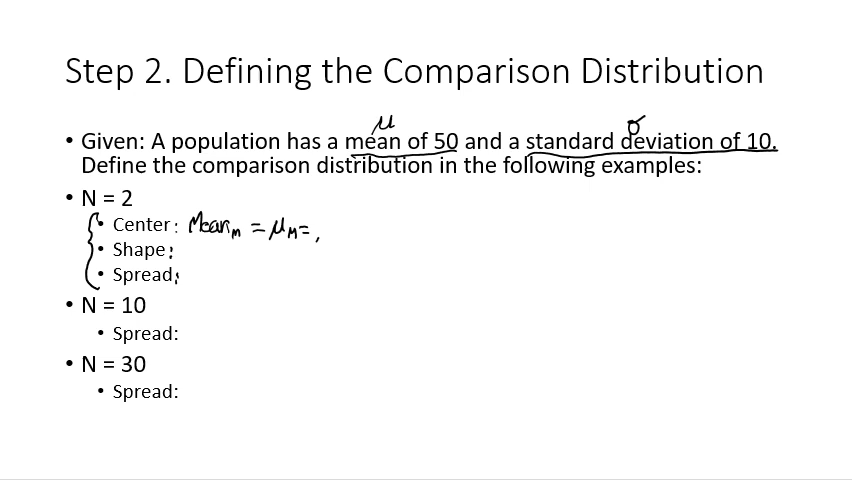 Step 2. Defining the Comparison Distribution
μ σ
• Given: A population has a mean of 50 and a standard deviation of 10.
Define the comparison distribution in the following examples:
• N = 2
• Center: Mean_M = μ_M = ,
• Shape:
• Spread:
• N = 10
• Spread:
• N = 30
• Spread: